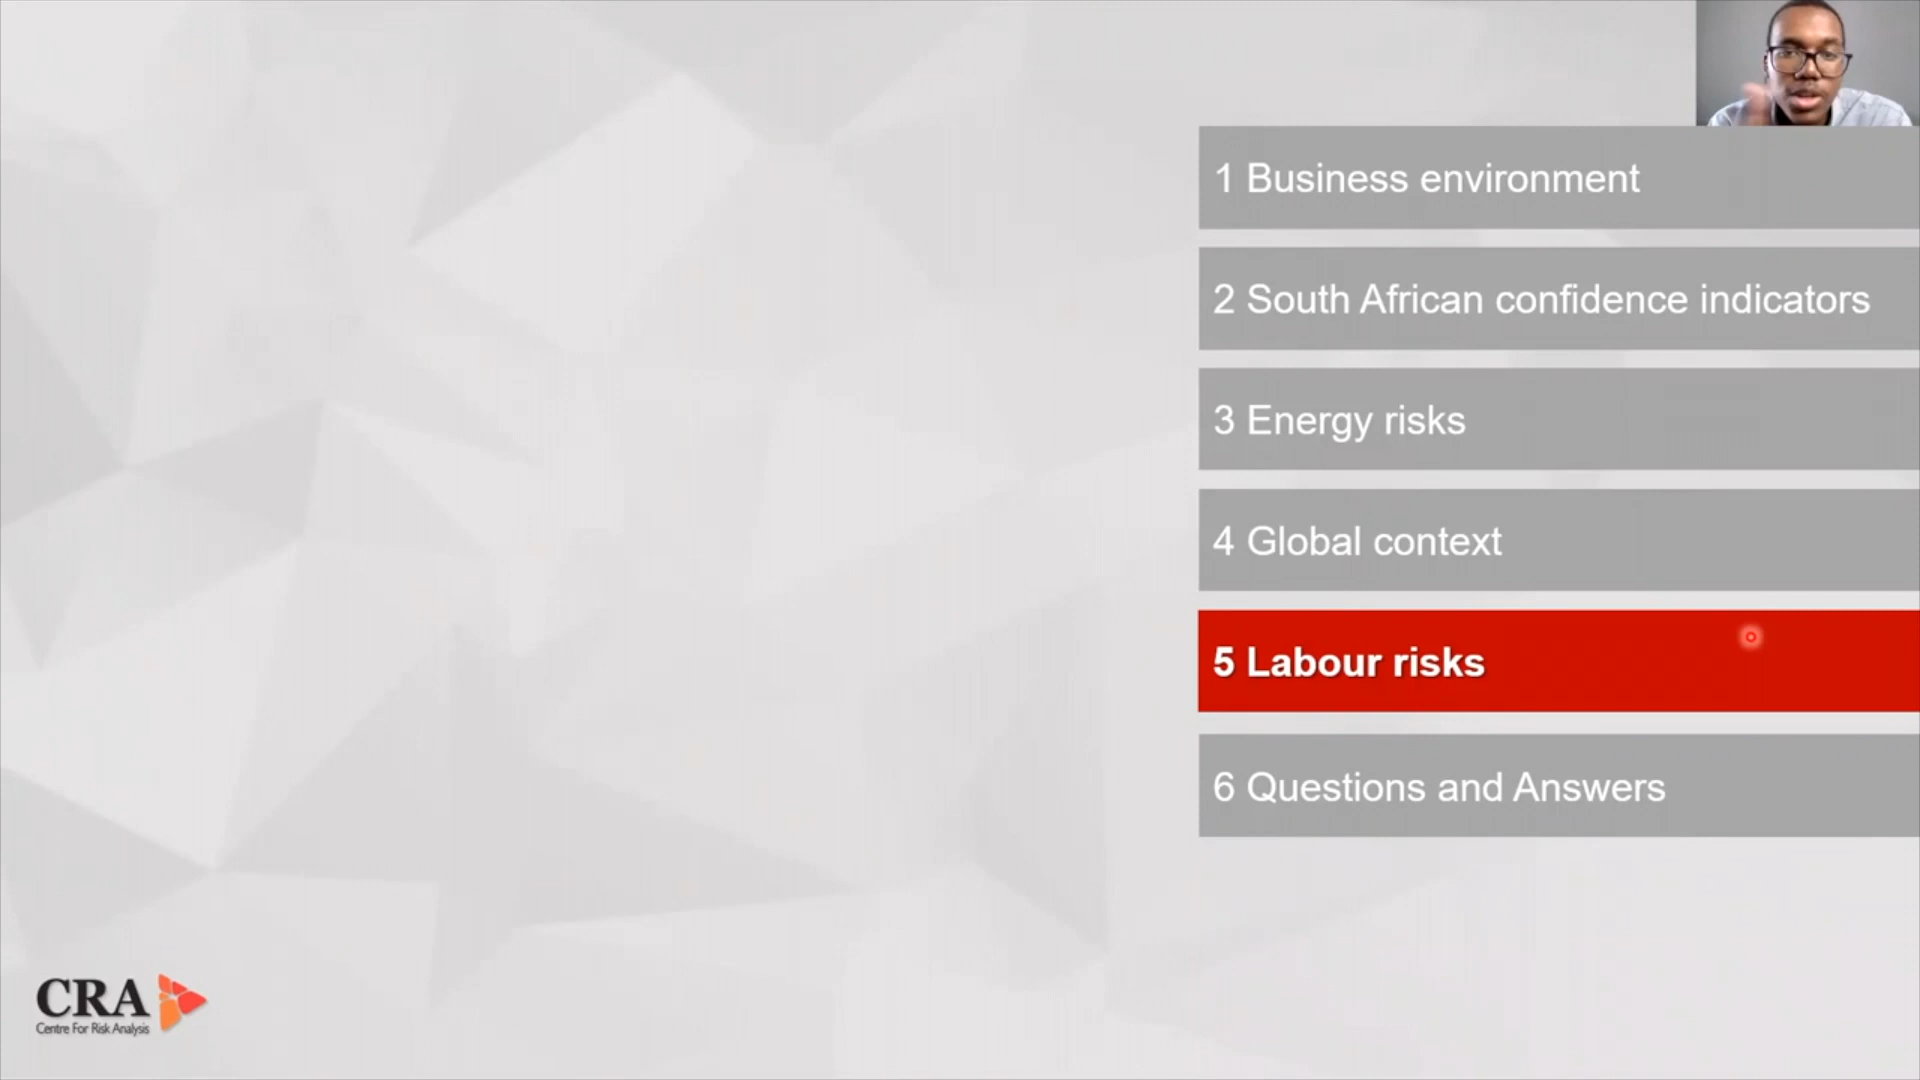 1 Business environment
2 South African confidence indicators
3 Energy risks
4 Global context
5 Labour risks
6 Questions and Answers
CRA
Centre For Risk Analysis